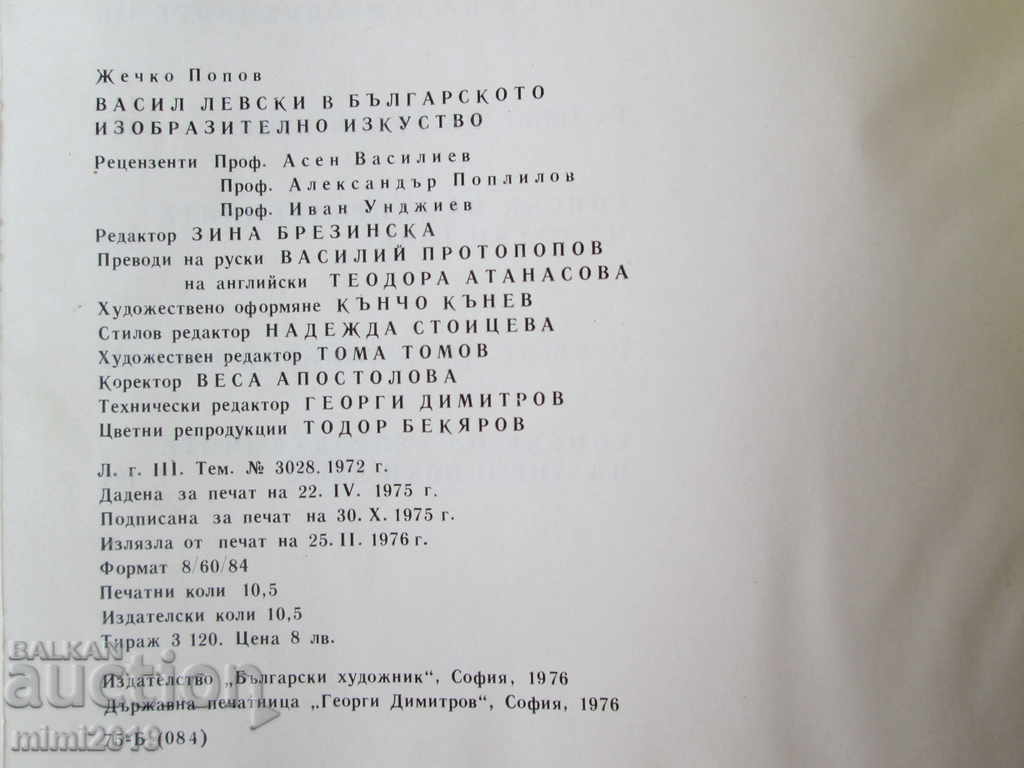 Жечко Попов
ВАСИЛ ЛЕВСКИ В БЪЛГАРСКОТО
ИЗОБРАЗИТЕЛНО ИЗКУСТВО
Рецензенти Проф. Асен Василиев
Проф. Александър Поплилов
Проф. Иван Унджиев
Редактор ЗИНА БРЕЗИНСКА
Преводи на руски ВАСИЛИЙ ПРОТОПОПОВ
на английски ТЕОДОРА АТАНАСОВА
Художествено оформяне КЪНЧО КЪНЕВ
Стилов редактор НАДЕЖДА СТОИЦЕВА
Художествен редактор ТОМА ТОМОВ
Коректор ВЕСА АПОСТОЛОВА
Технически редактор ГЕОРГИ ДИМИТРОВ
Цветни репродукции ТОДОР БЕКЯРОВ
Л. г. III. Тем. № 3028. 1972 г.
Дадена за печат на 22. IV. 1975 г.
Подписана за печат на 30. X. 1975 г.
Излязла от печат на 25. II. 1976 г.
Формат 8/60/84
Печатни коли 10,5
Издателски коли 10,5
Тираж 3 120. Цена 8 лв.
Издателство „Български художник“, София, 1976
Държавна печатница „Георги Димитров“, София, 1976
75-Б (084)
BALKAN
auction
mimi2019